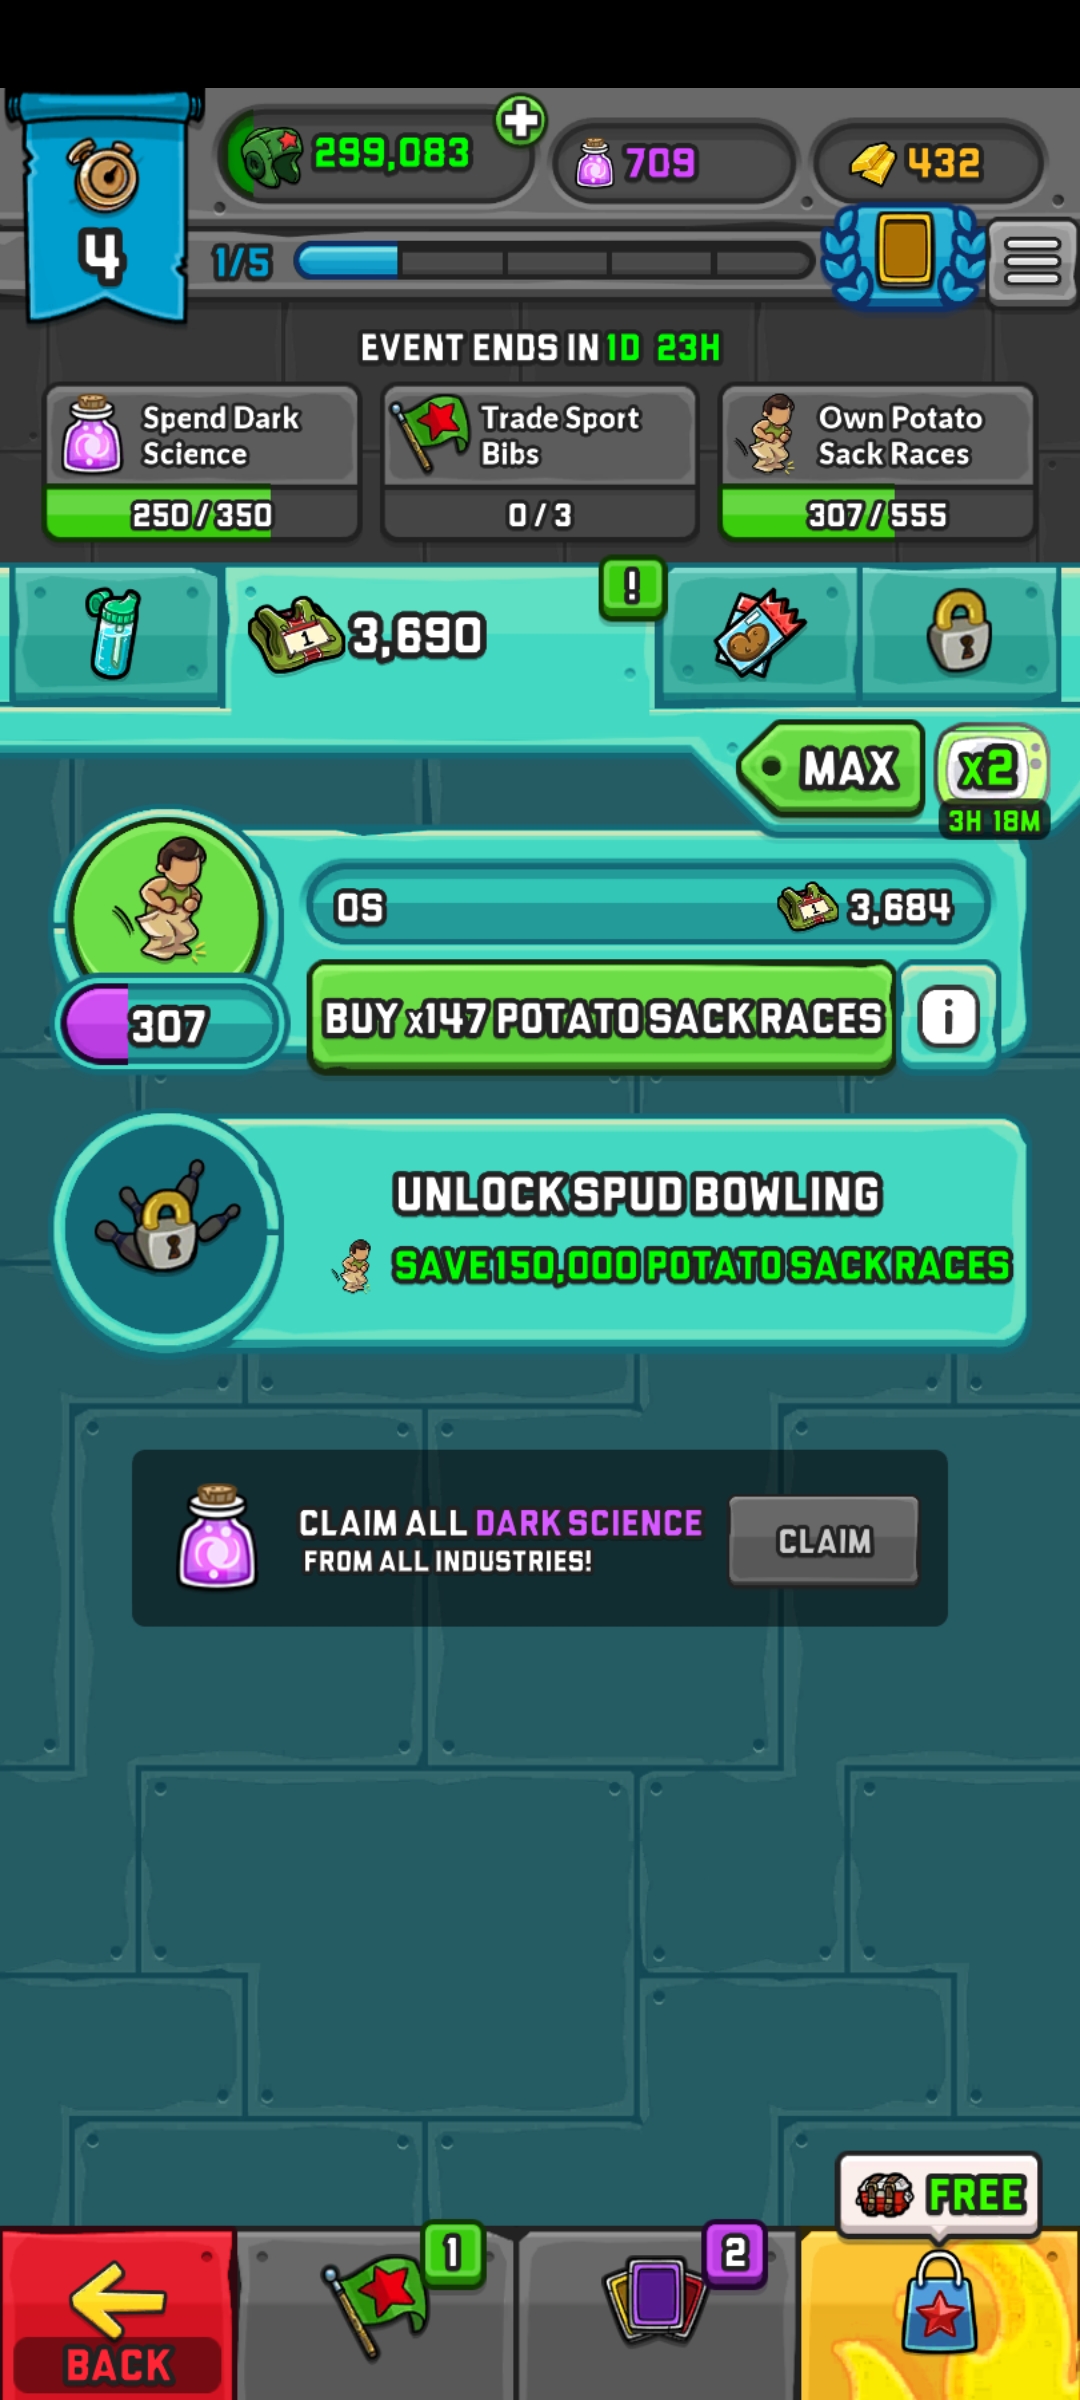 299,083
709
432
4
1/5
EVENT ENDS IN 1D 23H
Spend Dark
Science
250/350
Trade Sport
Bibs
0/3
Own Potato
Sack Races
307/555
1
3,690
!
MAX
x2
3H 18M
0S
1
3,684
307
BUY x147 POTATO SACK RACES
i
UNLOCK SPUD BOWLING
SAVE 150,000 POTATO SACK RACES
CLAIM ALL DARK SCIENCE
FROM ALL INDUSTRIES!
CLAIM
FREE
BACK
1
2